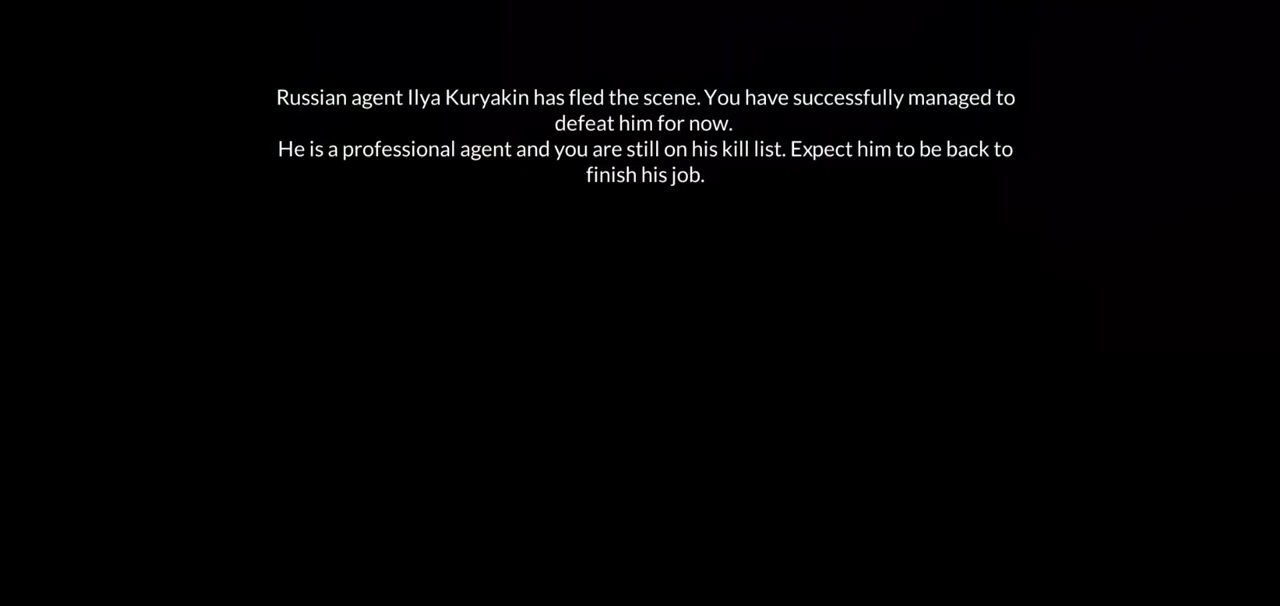 Russian agent Ilya Kuryakin has fled the scene. You have successfully managed to
defeat him for now.
He is a professional agent and you are still on his kill list. Expect him to be back to
finish his job.